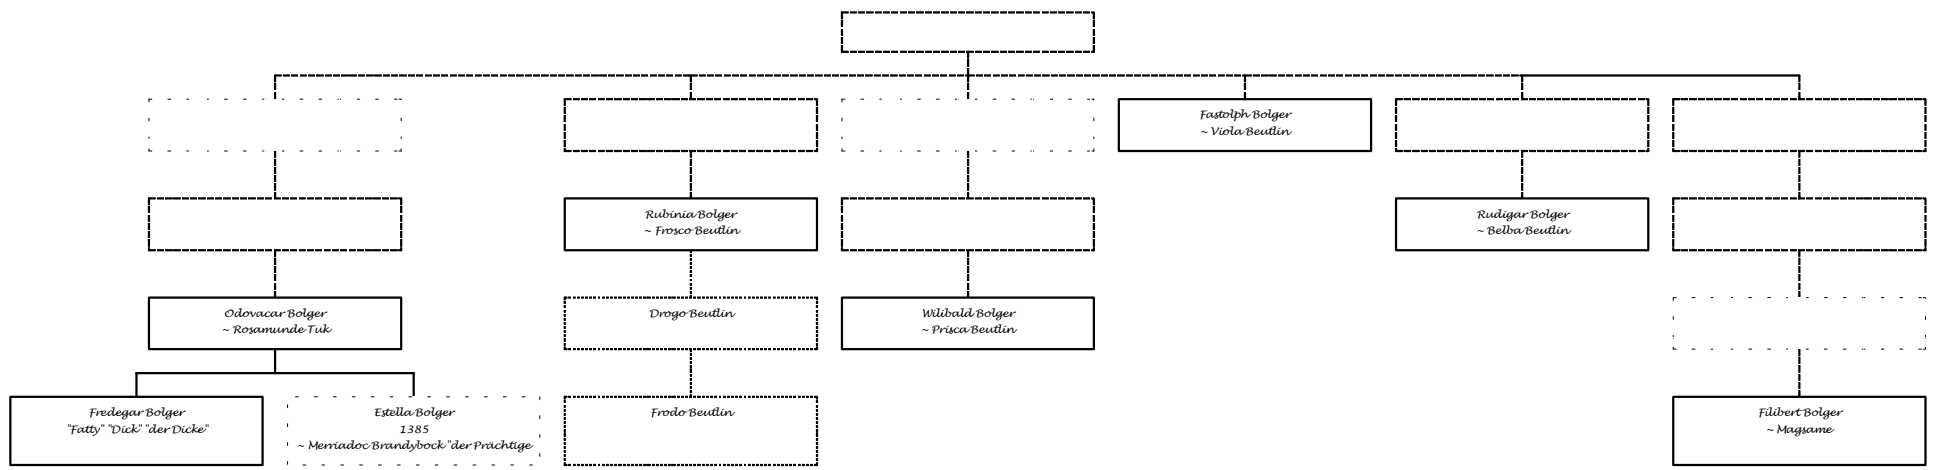 Fastolph Bolger
~ Viola Beutlin
Rubinia Bolger
~ Frosco Beutlin
Rudigar Bolger
~ Belba Beutlin
Odovacar Bolger
~ Rosamunde Tuk
Drogo Beutlin
Wilibald Bolger
~ Prisca Beutlin
Fredegar Bolger
"Fatty" "Dick" "der Dicke"
Estella Bolger
1385
~ Merriadoc Brandybock "der Prächtige
Frodo Beutlin
Filibert Bolger
~ Magsame